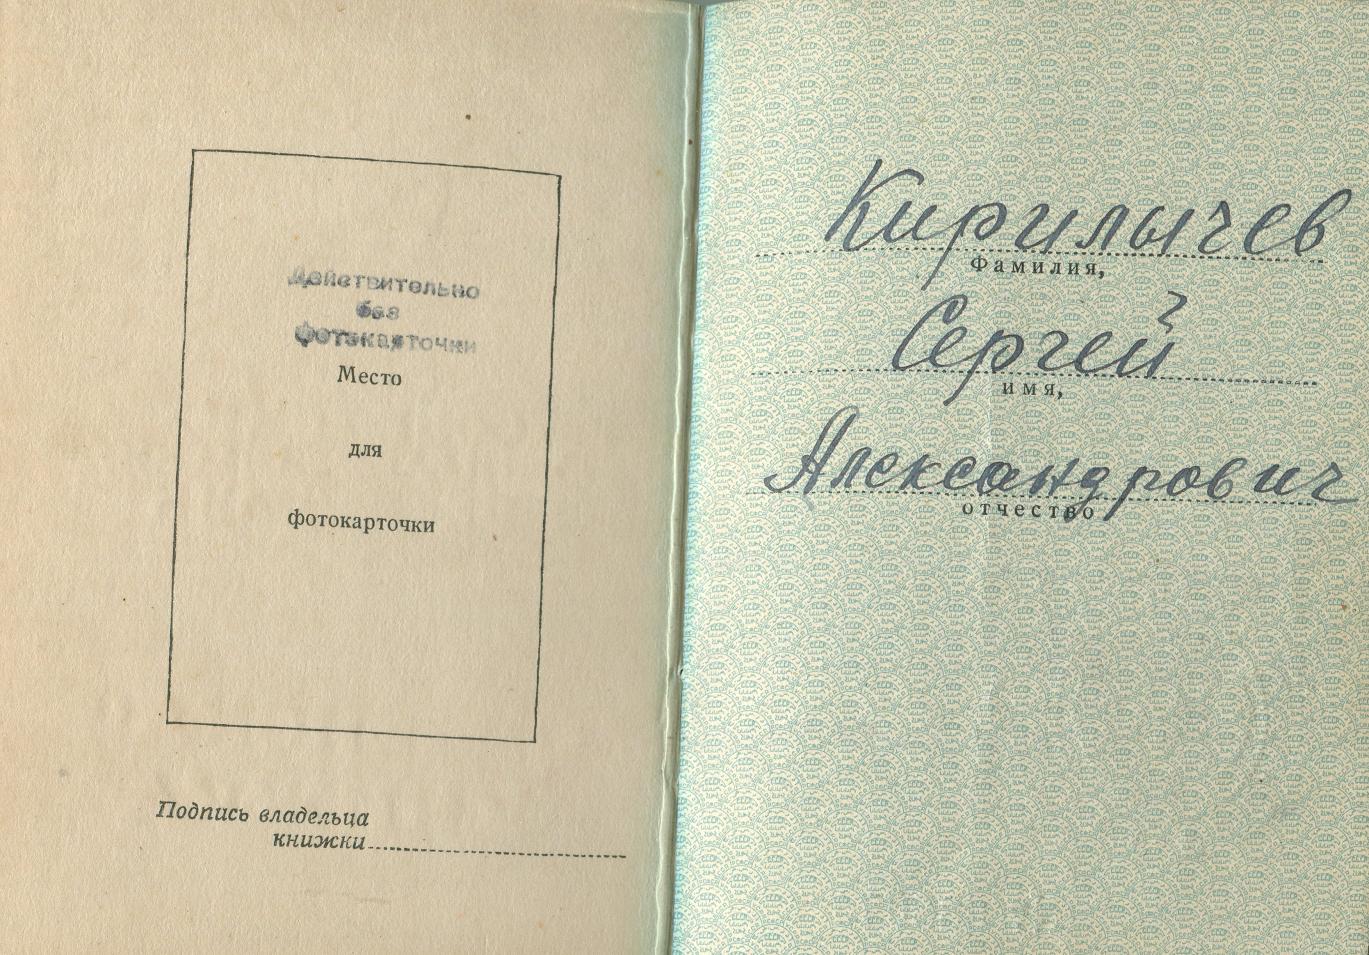 Действительно
без
фотокарточки
Место
для
фотокарточки
Подпись владельца
книжки
Кирилычев
Фамилия,
Сергей
имя,
Александрович
отчество